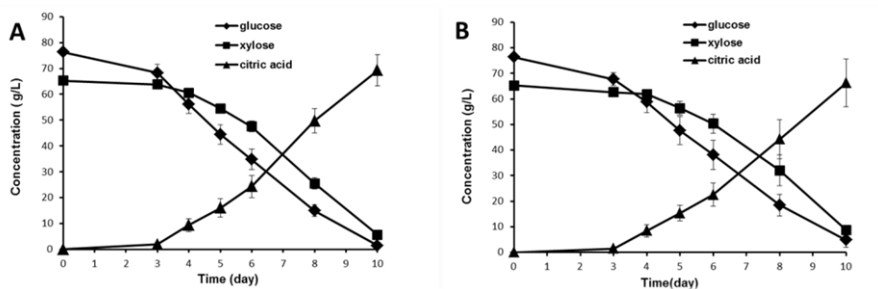 A
Concentration (g/L)
90
80
70
60
50
40
30
20
10
0
glucose
xylose
citric acid
0 1 2 3 4 5 6 7 8 9 10
Time (day)
B
Concentration (g/L)
90
80
70
60
50
40
30
20
10
0
glucose
xylose
citric acid
0 1 2 3 4 5 6 7 8 9 10
Time(day)